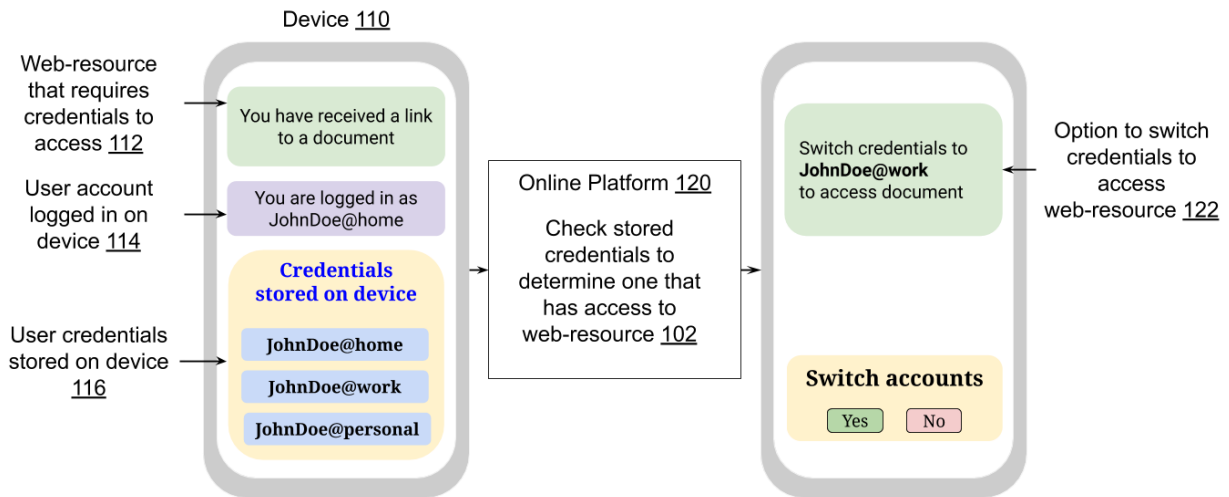 Device 110
Web-resource
that requires
credentials to
access 112
You have received a link
to a document
User account
logged in on
device 114
You are logged in as
JohnDoe@home
Credentials
stored on device
User credentials
stored on device
116
JohnDoe@home
JohnDoe@work
JohnDoe@personal
Online Platform 120
Check stored
credentials to
determine one that
has access to
web-resource 102
Switch credentials to
JohnDoe@work
to access document
Option to switch
credentials to
access
web-resource 122
Switch accounts
Yes
No